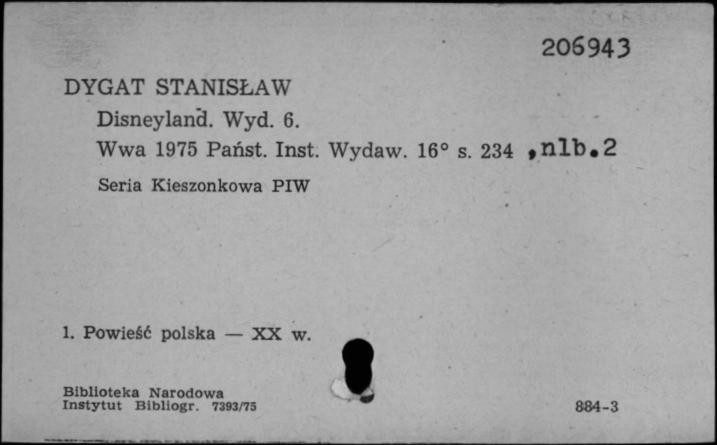 206943
DYGAT STANISŁAW
Disneyland. Wyd. 6.
Wwa 1975 Państ. Inst. Wydaw. 16° s. 234 ,nlb.2
Seria Kieszonkowa PIW
1. Powieść polska — XX w.
Biblioteka Narodowa
Instytut Bibliogr. 7393/75
884-3